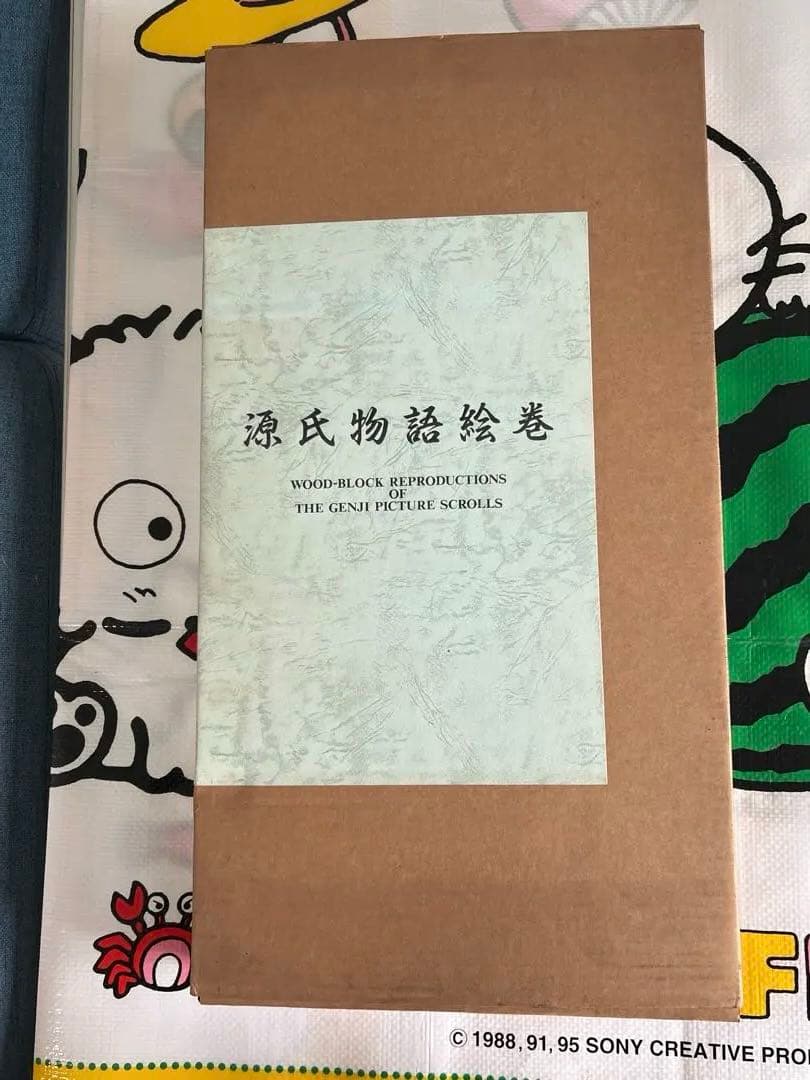 源氏物語絵巻
WOOD-BLOCK REPRODUCTIONS
OF
THE GENJI PICTURE SCROLLS
F
© 1988, 91, 95 SONY CREATIVE PRO